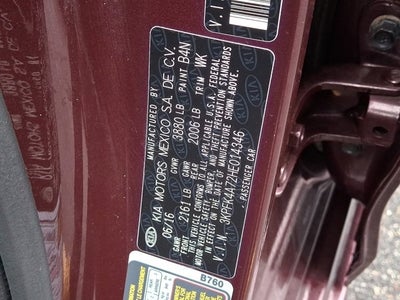 KIA KIA MOTORS MEXICO S.A. DE C.V.
06/16 GVWR 3880 LB PAINT B4N
GAWR FRONT 2161 LB GAWR REAR 2006 LB TRIM WK
THIS VEHICLE CONFORMS TO ALL APPLICABLE U.S.A. FEDERAL
MOTOR VEHICLE SAFETY, BUMPER, AND THEFT PREVENTION STANDARDS
IN EFFECT ON THE DATE OF MANUFACTURE SHOWN ABOVE.
V.I.N. : 3KPFK4A72HE014346
PASSENGER CAR
V.I.
B760